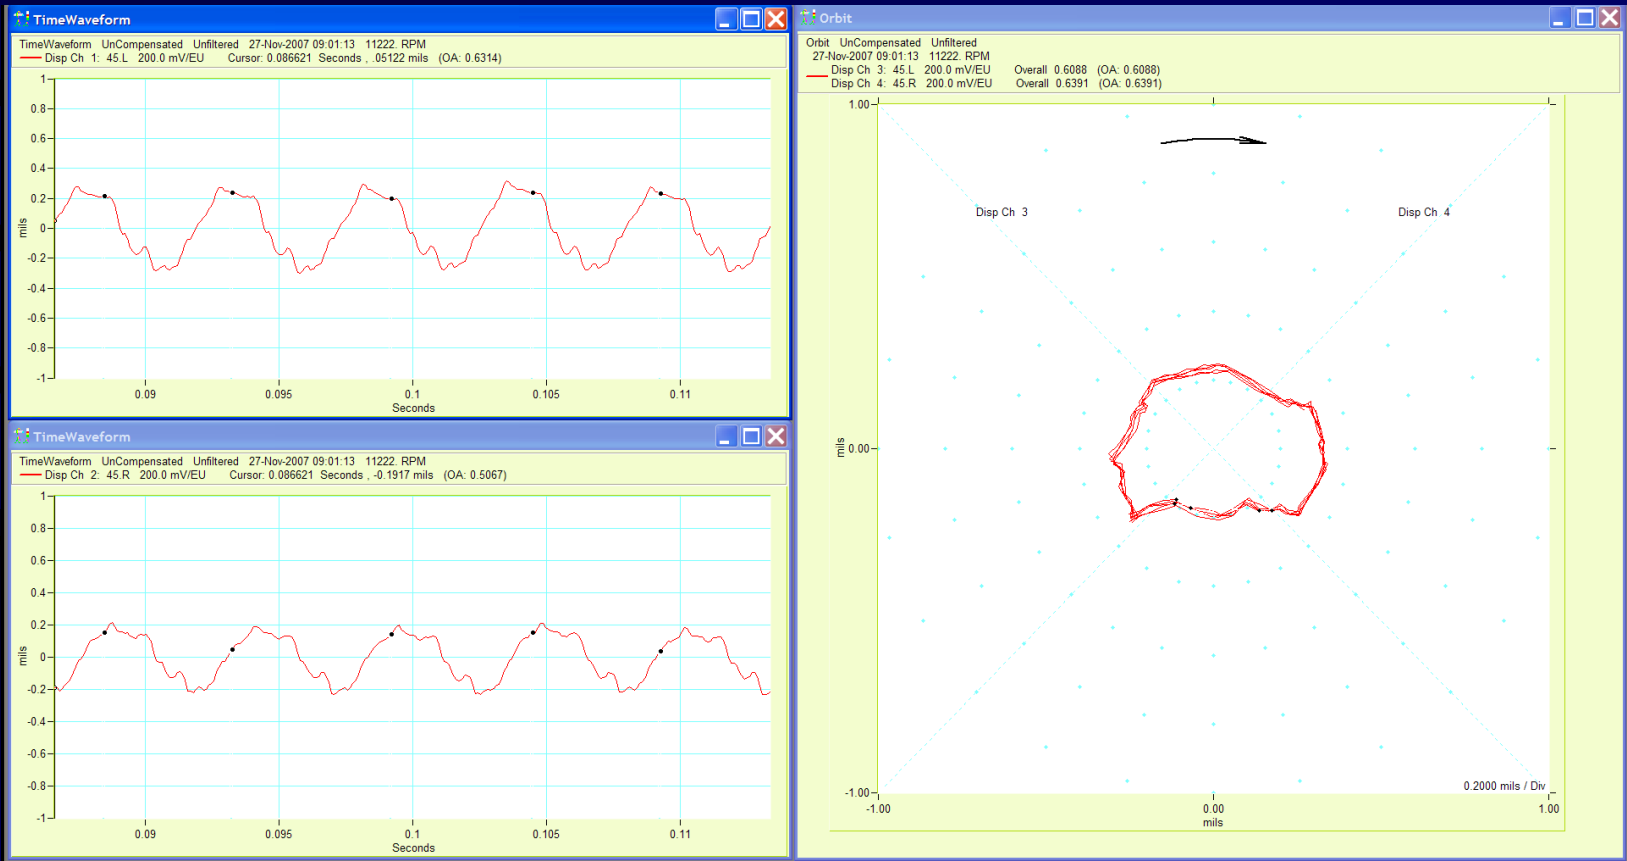 TimeWaveform
TimeWaveform UnCompensated Unfiltered 27-Nov-2007 09:01:13 11222. RPM
Disp Ch 1: 45.L 200.0 mV/EU Cursor: 0.086621 Seconds , .05122 mils (OA: 0.6314)
1
0.8
0.6
0.4
0.2
0
-0.2
-0.4
-0.6
-0.8
-1
mils
0.09 0.095 0.1 0.105 0.11
Seconds
TimeWaveform
TimeWaveform UnCompensated Unfiltered 27-Nov-2007 09:01:13 11222. RPM
Disp Ch 2: 45.R 200.0 mV/EU Cursor: 0.086621 Seconds , -0.1917 mils (OA: 0.5067)
1
0.8
0.6
0.4
0.2
0
-0.2
-0.4
-0.6
-0.8
-1
mils
0.09 0.095 0.1 0.105 0.11
Seconds
Orbit
Orbit UnCompensated Unfiltered
27-Nov-2007 09:01:13 11222. RPM
Disp Ch 3: 45.L 200.0 mV/EU Overall 0.6088 (OA: 0.6088)
Disp Ch 4: 45.R 200.0 mV/EU Overall 0.6391 (OA: 0.6391)
1.00
Disp Ch 3 Disp Ch 4
mils
0.00
0.2000 mils / Div
-1.00
-1.00 0.00 1.00
mils